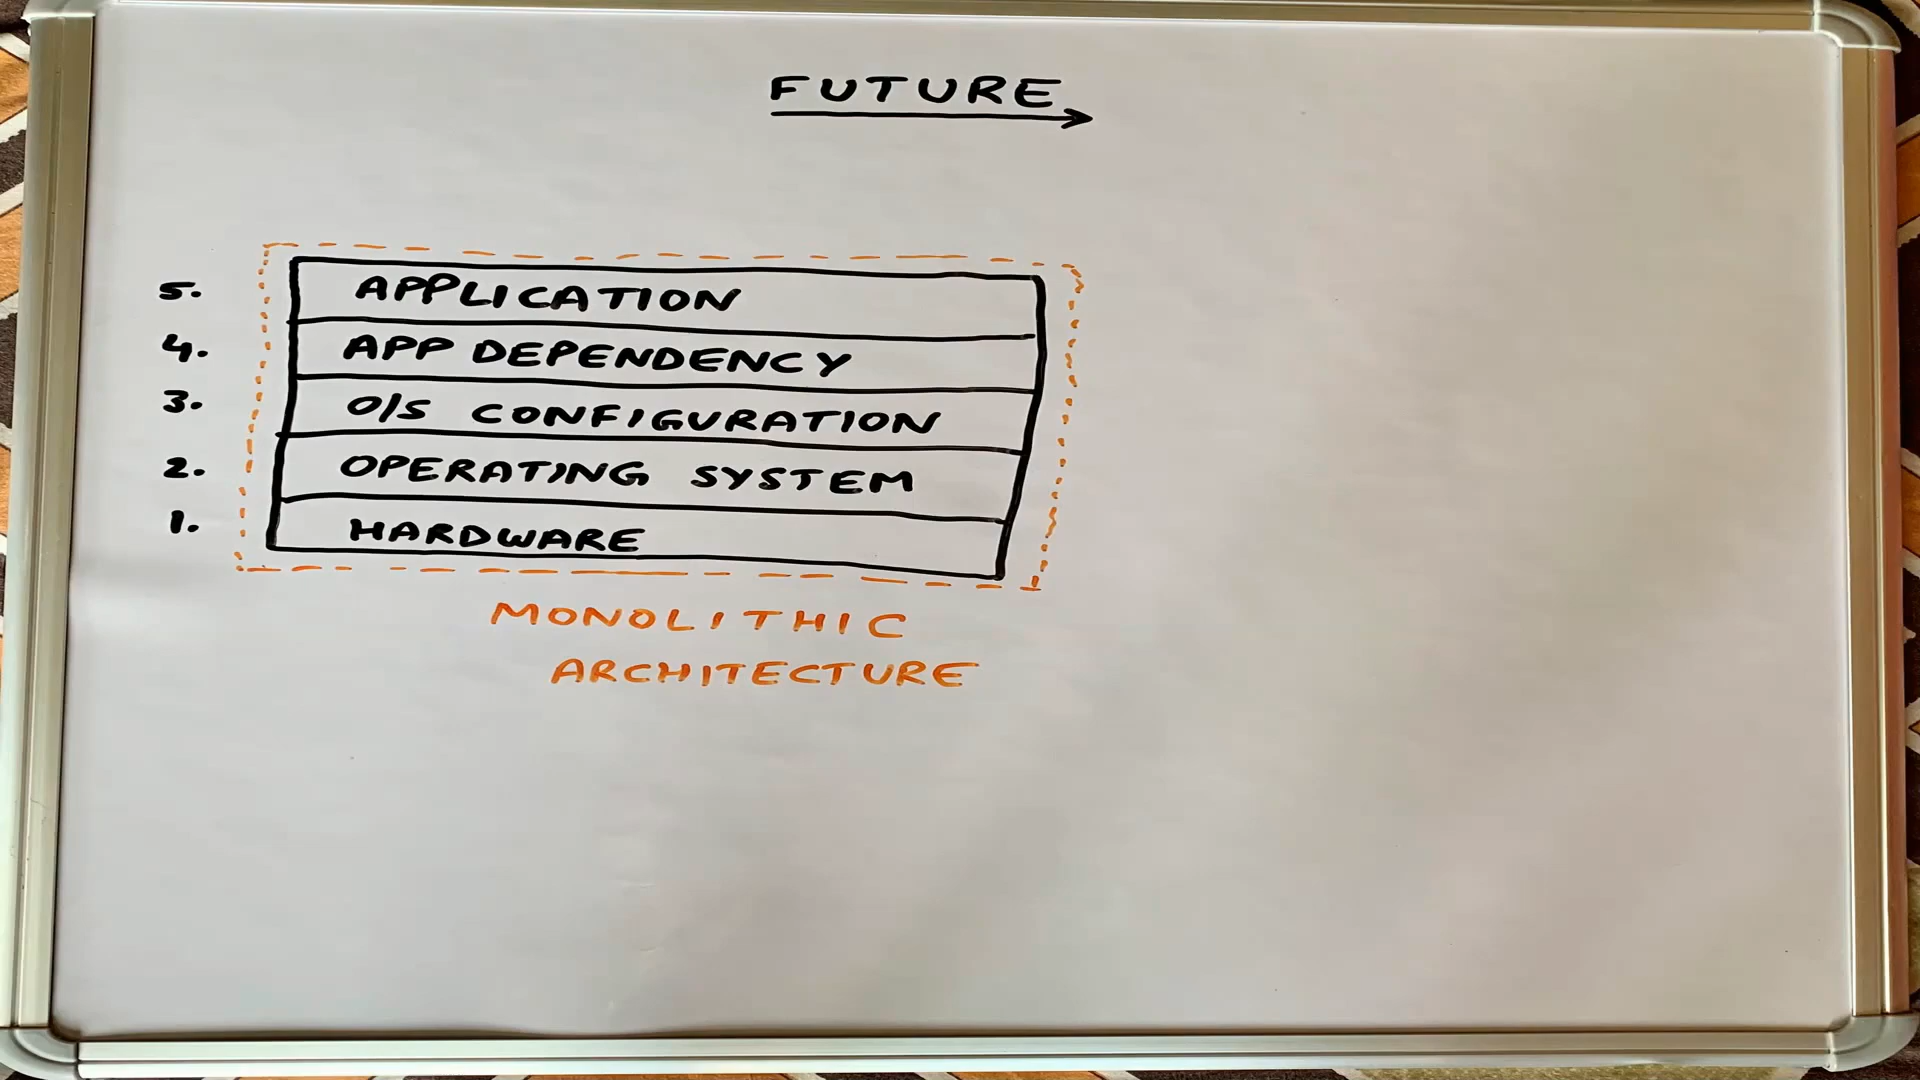 FUTURE
5. APPLICATION
4. APP DEPENDENCY
3. O/S CONFIGURATION
2. OPERATING SYSTEM
1. HARDWARE
MONOLITHIC
ARCHITECTURE